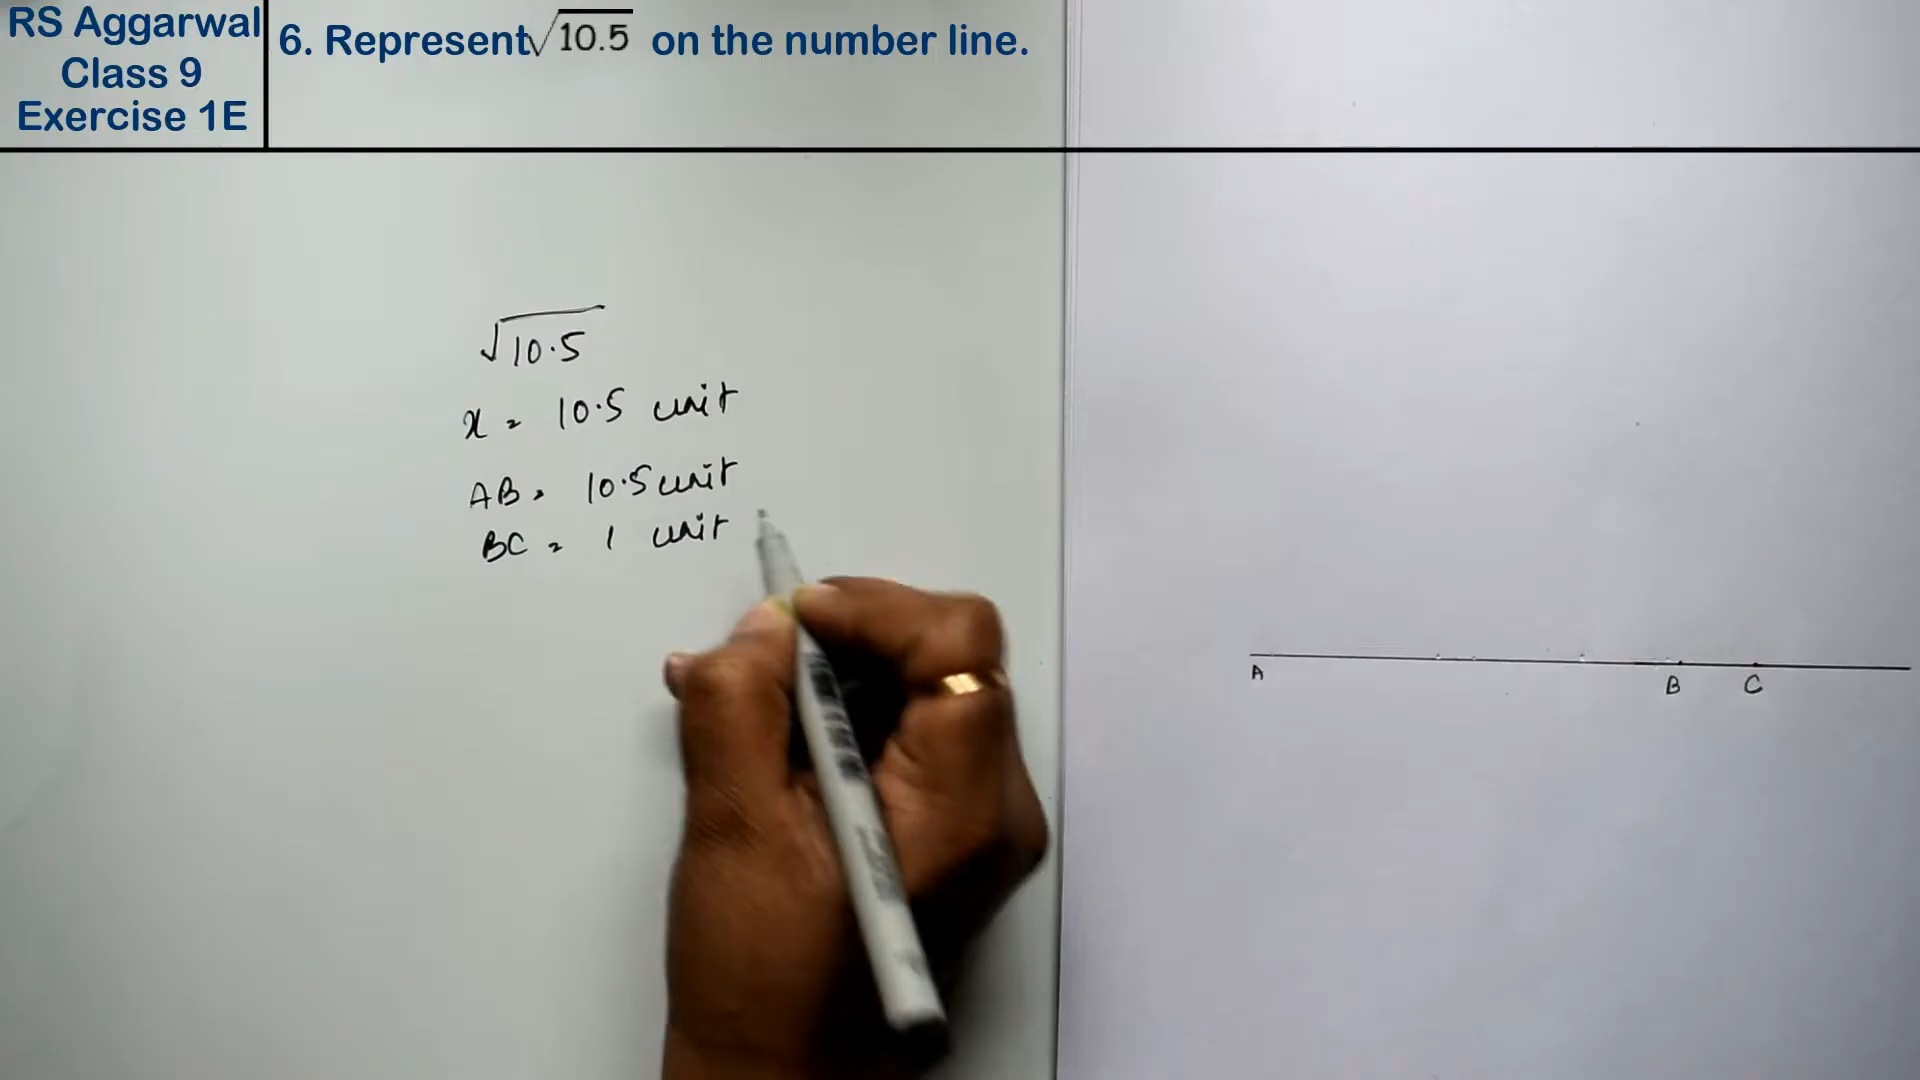 RS Aggarwal
Class 9
Exercise 1E
6. Represent √10.5 on the number line.
√10.5
x = 10.5 unit
AB = 10.5 unit
BC = 1 unit
A B C